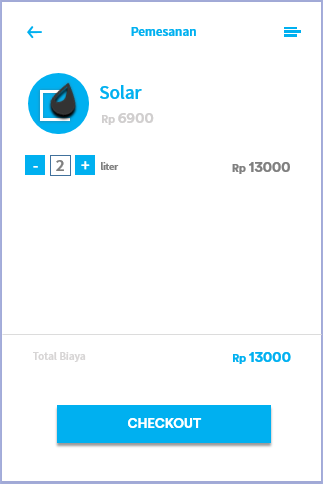 Pemesanan
Solar
Rp 6900
- 2 + liter Rp 13000
Total Biaya Rp 13000
CHECKOUT